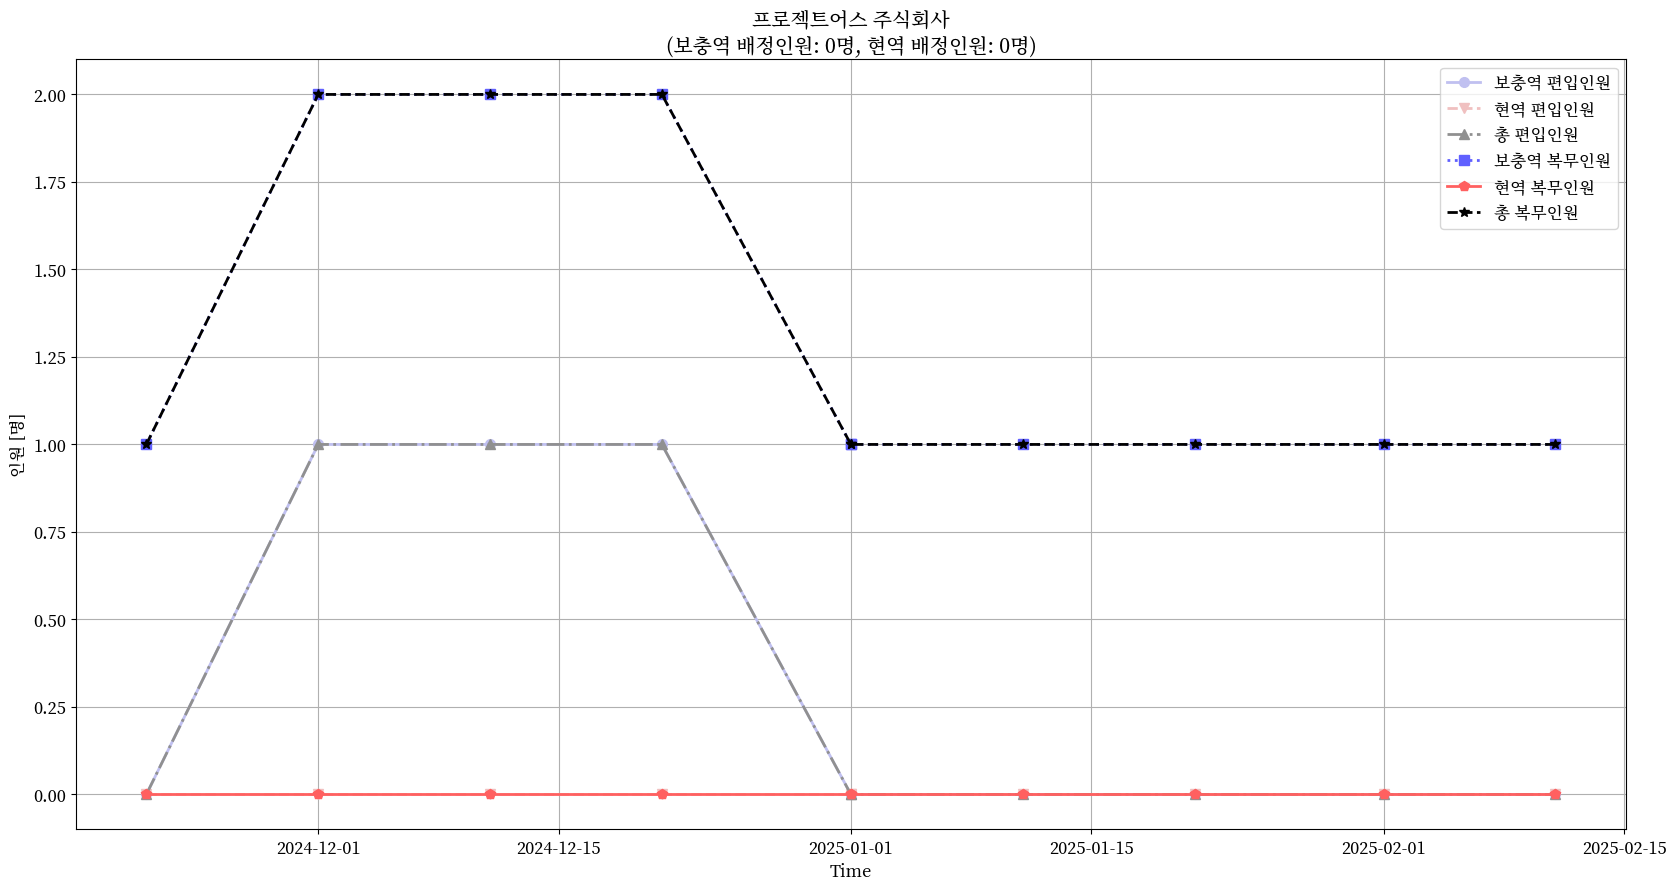 프로젝트어스 주식회사
(보충역 배정인원: 0명, 현역 배정인원: 0명)
보충역 편입인원
현역 편입인원
총 편입인원
보충역 복무인원
현역 복무인원
총 복무인원
2.00
1.75
1.50
1.25
1.00
0.75
0.50
0.25
0.00
인원 [명]
2024-12-01
2024-12-15
2025-01-01
2025-01-15
2025-02-01
2025-02-15
Time